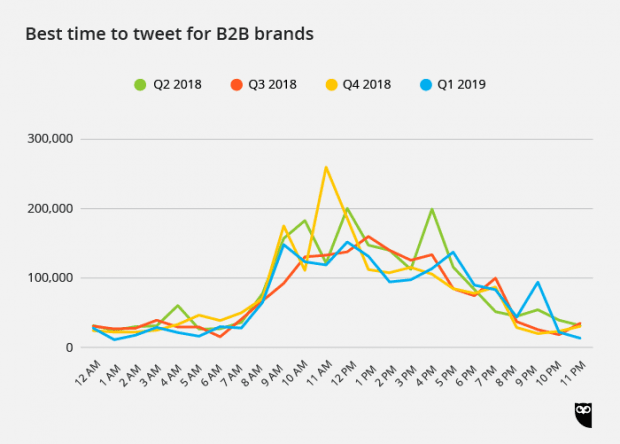 Best time to tweet for B2B brands
Q2 2018 Q3 2018 Q4 2018 Q1 2019
300,000
200,000
100,000
0
12 AM 1 AM 2 AM 3 AM 4 AM 5 AM 6 AM 7 AM 8 AM 9 AM 10 AM 11 AM 12 PM 1 PM 2 PM 3 PM 4 PM 5 PM 6 PM 7 PM 8 PM 9 PM 10 PM 11 PM